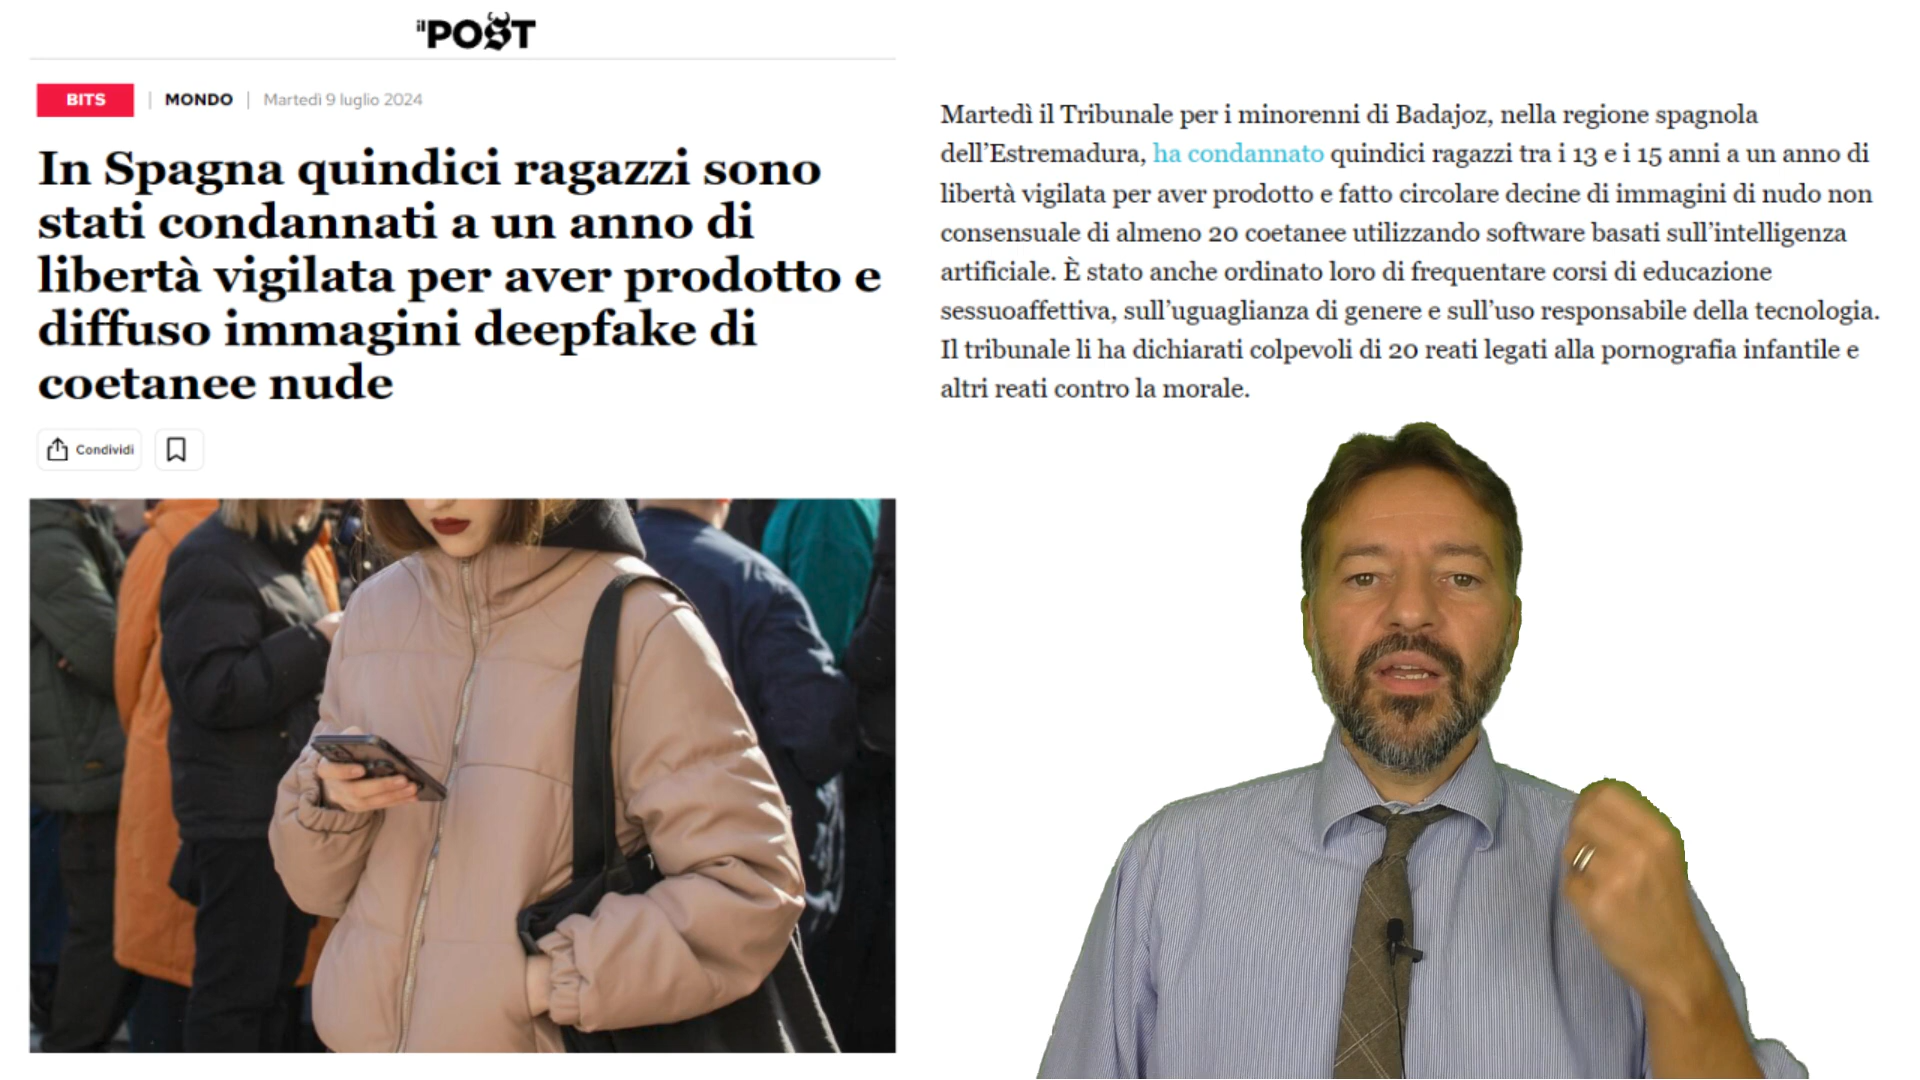 il POST
BITS | MONDO | Martedì 9 luglio 2024
In Spagna quindici ragazzi sono
stati condannati a un anno di
libertà vigilata per aver prodotto e
diffuso immagini deepfake di
coetanee nude
Condividi
Martedì il Tribunale per i minorenni di Badajoz, nella regione spagnola
dell’Estremadura, ha condannato quindici ragazzi tra i 13 e i 15 anni a un anno di
libertà vigilata per aver prodotto e fatto circolare decine di immagini di nudo non
consensuale di almeno 20 coetanee utilizzando software basati sull’intelligenza
artificiale. È stato anche ordinato loro di frequentare corsi di educazione
sessuoaffettiva, sull’uguaglianza di genere e sull’uso responsabile della tecnologia.
Il tribunale li ha dichiarati colpevoli di 20 reati legati alla pornografia infantile e
altri reati contro la morale.